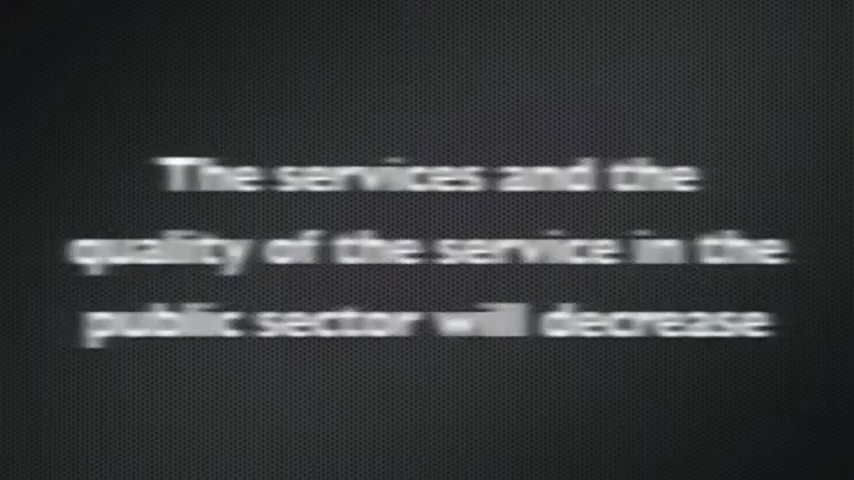 The services and the
quality of the service in the
public sector will decrease